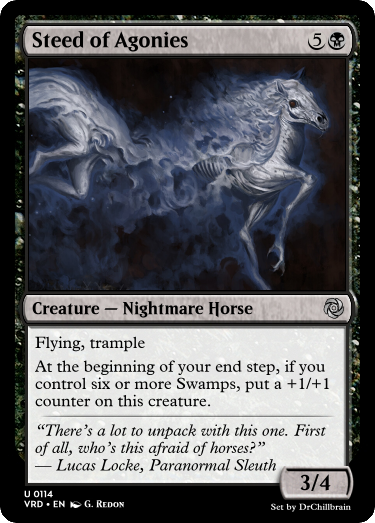 Steed of Agonies 5
Creature — Nightmare Horse
Flying, trample
At the beginning of your end step, if you
control six or more Swamps, put a +1/+1
counter on this creature.
“There’s a lot to unpack with this one. First
of all, who’s this afraid of horses?”
— Lucas Locke, Paranormal Sleuth
3/4
U 0114
VRD • EN G. Redon
Set by DrChillbrain